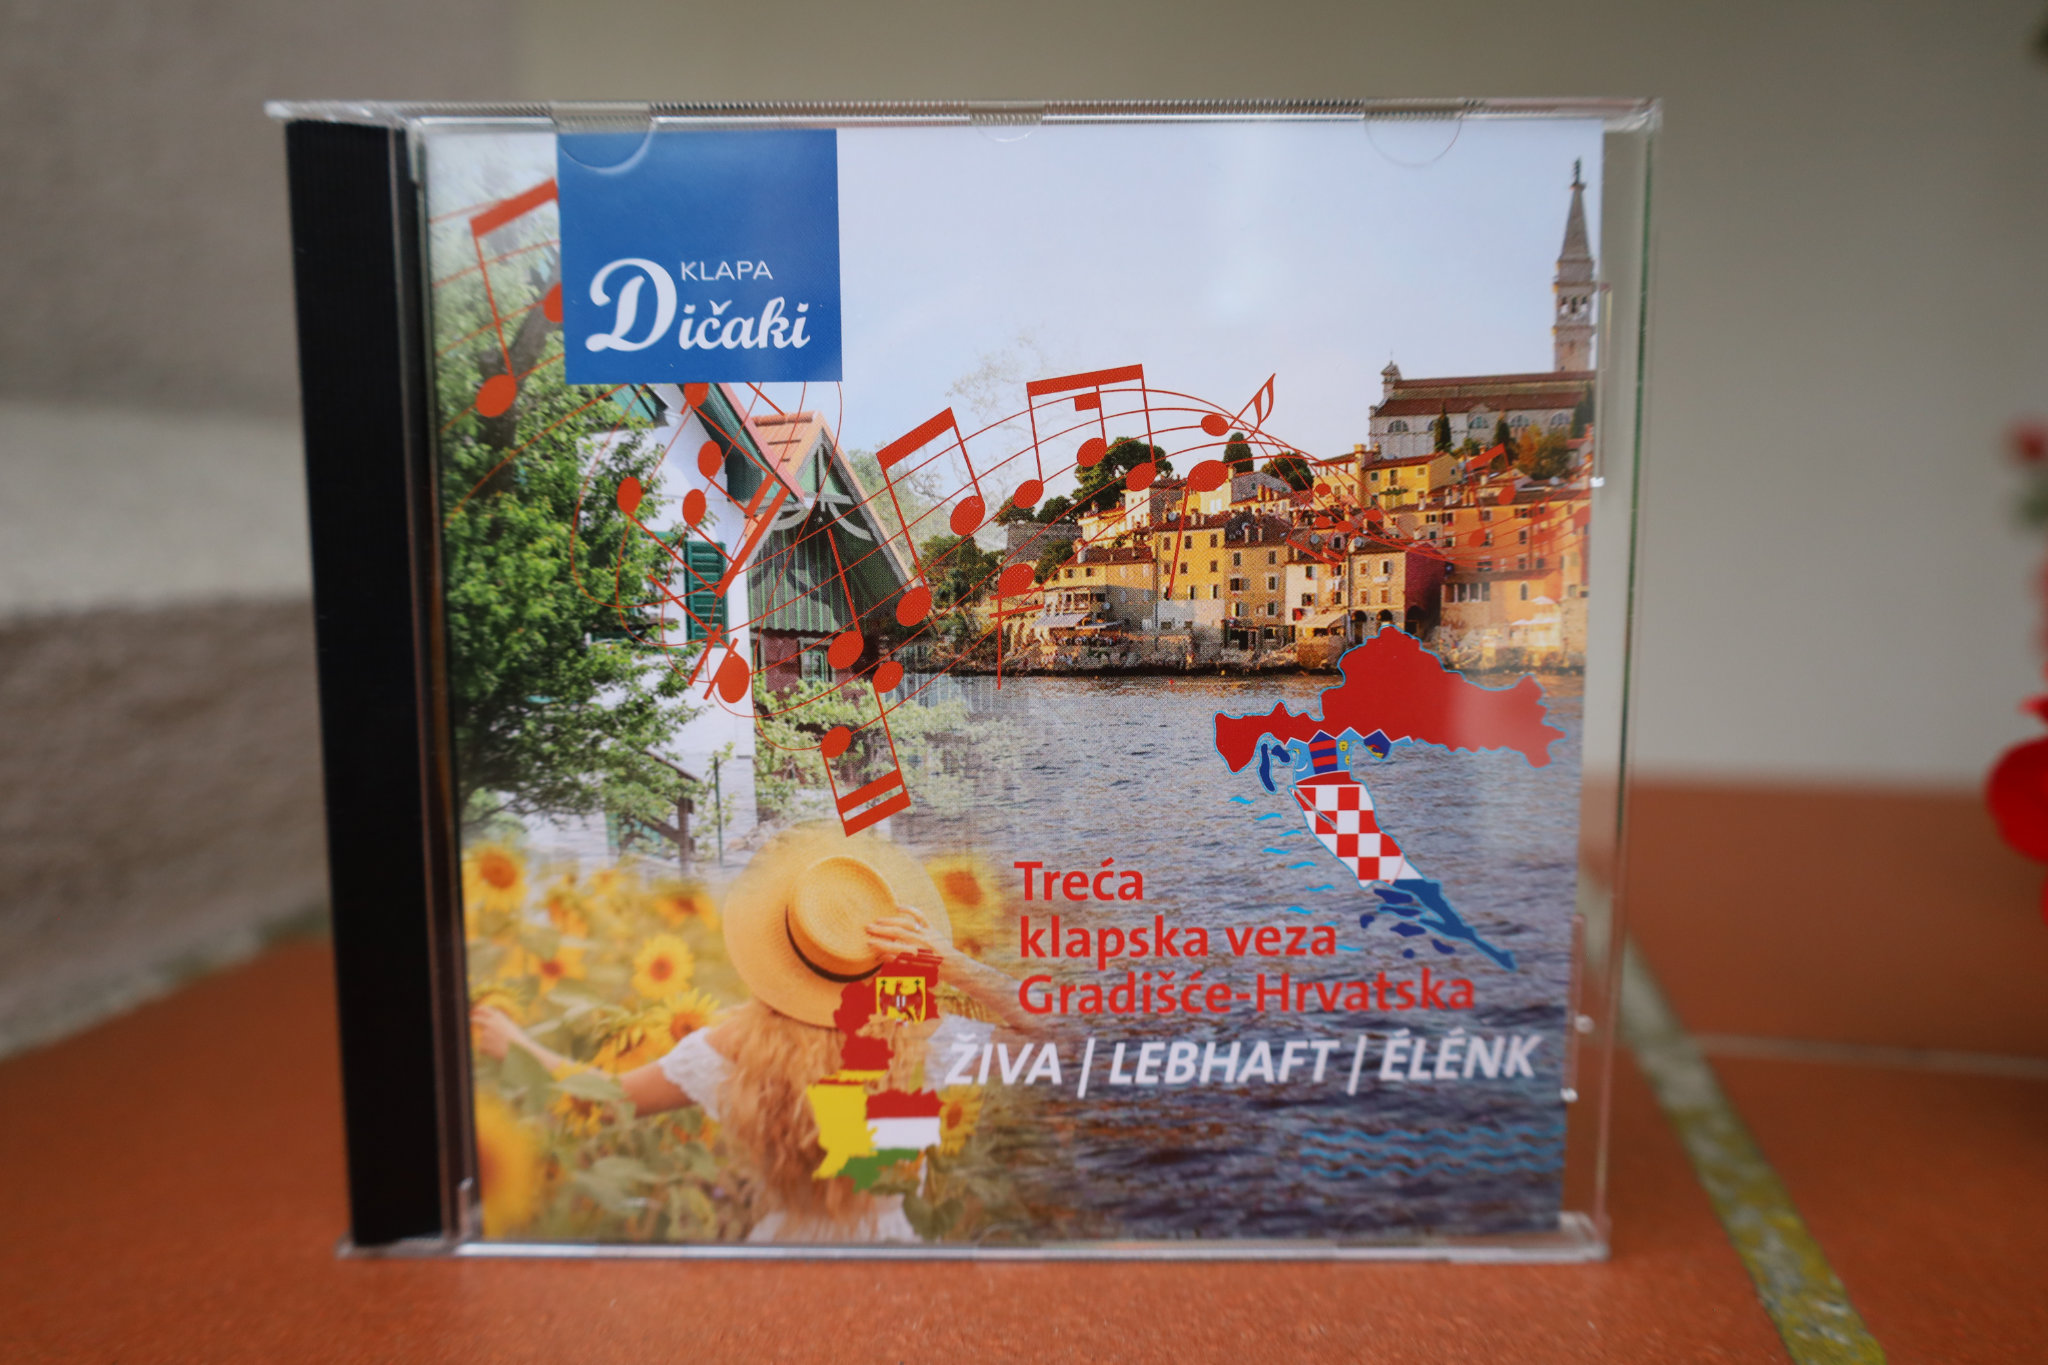 KLAPA
Dičaki
Treća
klapska veza
Gradišće-Hrvatska
ŽIVA | LEBHAFT | ÉLÉNK